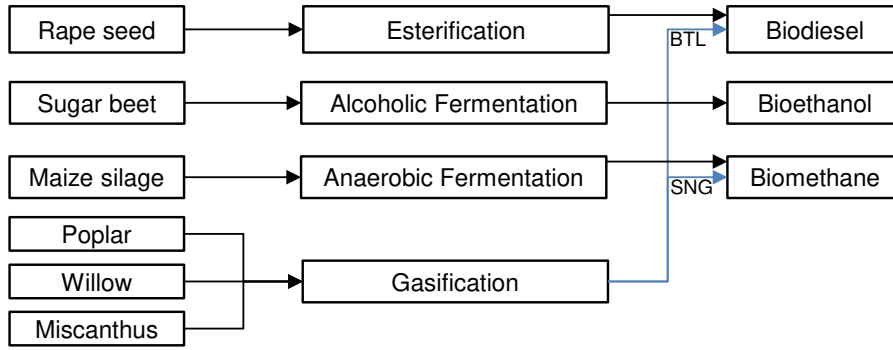 Rape seed
Esterification
Biodiesel
BTL
Sugar beet
Alcoholic Fermentation
Bioethanol
Maize silage
Anaerobic Fermentation
Biomethane
SNG
Poplar
Willow
Gasification
Miscanthus